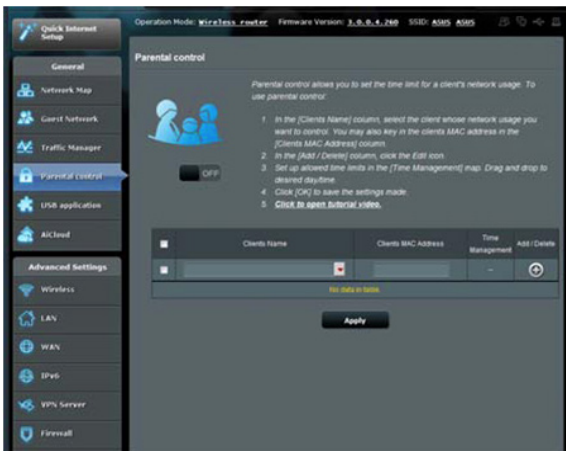 Quick Internet
Setup
Operation Mode: Wireless router Firmware Version: 3.0.0.4.260 SSID: ASUS ASUS
General
Network Map
Guest Network
Traffic Manager
Parental control
USB application
AiCloud
Advanced Settings
Wireless
LAN
WAN
IPv6
VPN Server
Firewall
Parental control
Parental control allows you to set the time limit for a client's network usage. To
use parental control:
1. In the [Clients Name] column, select the client whose network usage you
want to control. You may also key in the clients MAC address in the
[Clients MAC Address] column.
2. In the [Add / Delete] column, click the Edit icon.
3. Set up allowed time limits in the [Time Management] map. Drag and drop to
desired day/time.
4. Click [OK] to save the settings made.
5. Click to open tutorial video.
OFF
Clients Name Clients MAC Address Time Management Add / Delete
--
No data in table.
Apply